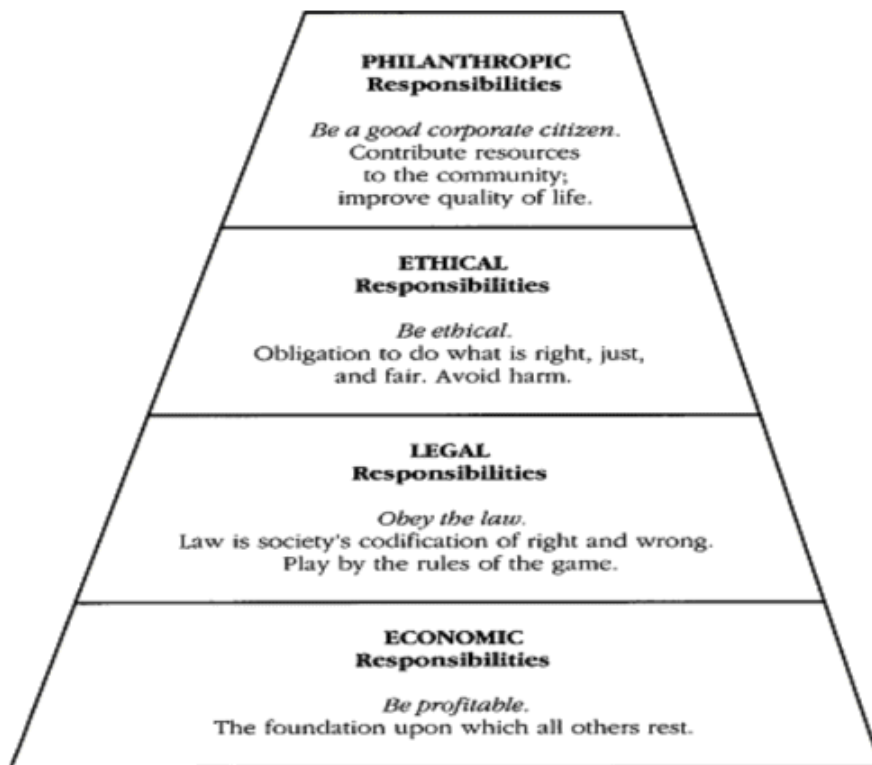 PHILANTHROPIC
Responsibilities
Be a good corporate citizen.
Contribute resources
to the community;
improve quality of life.
ETHICAL
Responsibilities
Be ethical.
Obligation to do what is right, just,
and fair. Avoid harm.
LEGAL
Responsibilities
Obey the law.
Law is society's codification of right and wrong.
Play by the rules of the game.
ECONOMIC
Responsibilities
Be profitable.
The foundation upon which all others rest.